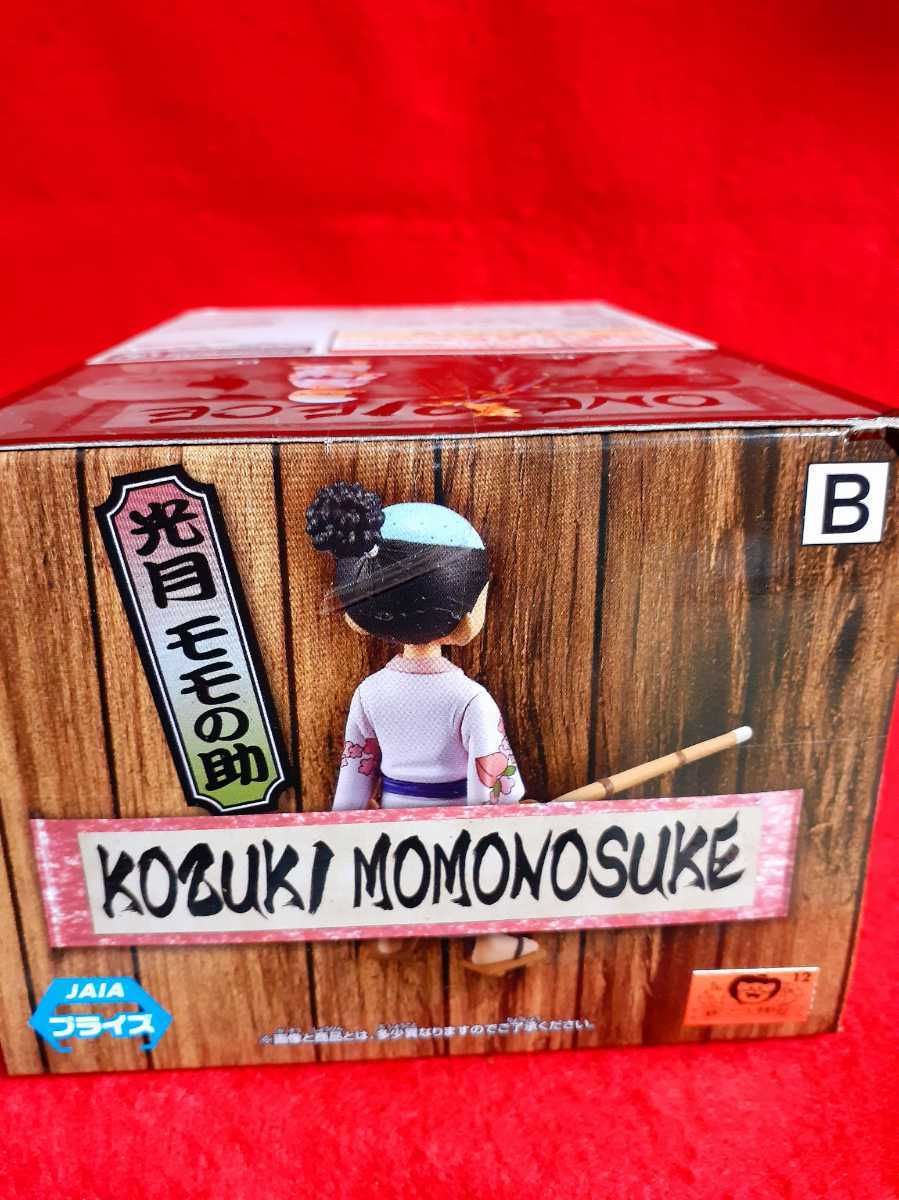 ONE PIECE
B
光月 モモの助
KOZUKI MOMONOSUKE
JAIA
プライズ
12
※画像と商品とは、多少異なりますのでご了承ください。